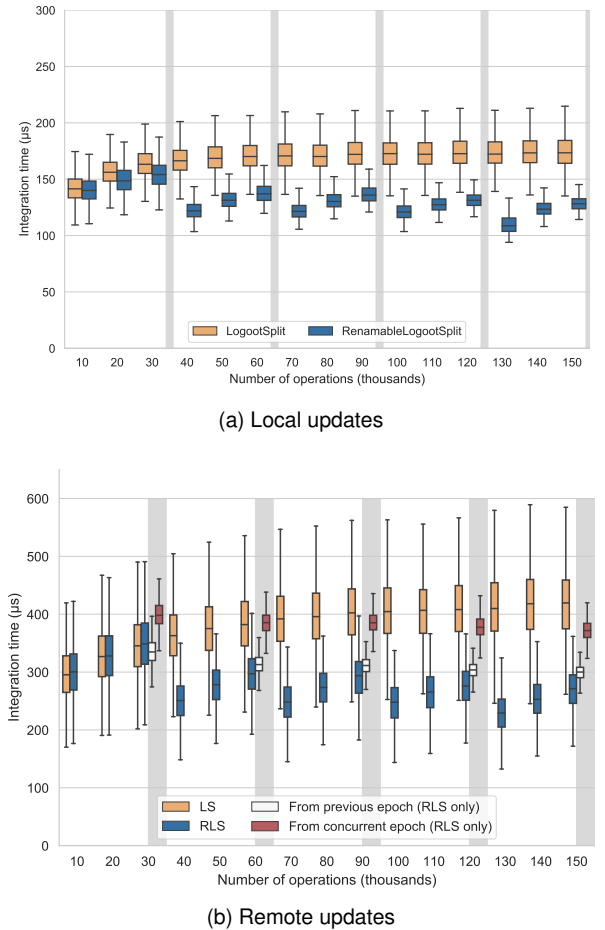 300
250
200
150
100
50
0
Integration time (µs)
LogootSplit
RenamableLogootSplit
10 20 30 40 50 60 70 80 90 100 110 120 130 140 150
Number of operations (thousands)
(a) Local updates
600
500
400
300
200
100
0
Integration time (µs)
LS
From previous epoch (RLS only)
RLS
From concurrent epoch (RLS only)
10 20 30 40 50 60 70 80 90 100 110 120 130 140 150
Number of operations (thousands)
(b) Remote updates